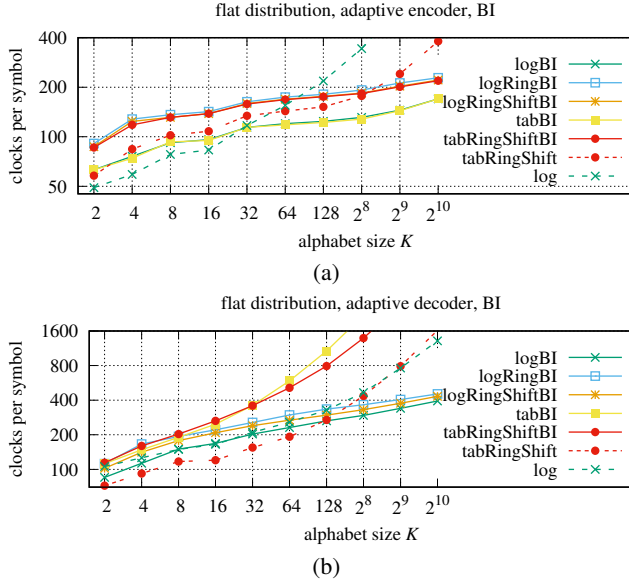 flat distribution, adaptive encoder, BI
clocks per symbol
400
200
100
50
2 4 8 16 32 64 128 2^8 2^9 2^10
alphabet size K
logBI
logRingBI
logRingShiftBI
tabBI
tabRingShiftBI
tabRingShift
log
(a)
flat distribution, adaptive decoder, BI
clocks per symbol
1600
800
400
200
100
2 4 8 16 32 64 128 2^8 2^9 2^10
alphabet size K
logBI
logRingBI
logRingShiftBI
tabBI
tabRingShiftBI
tabRingShift
log
(b)